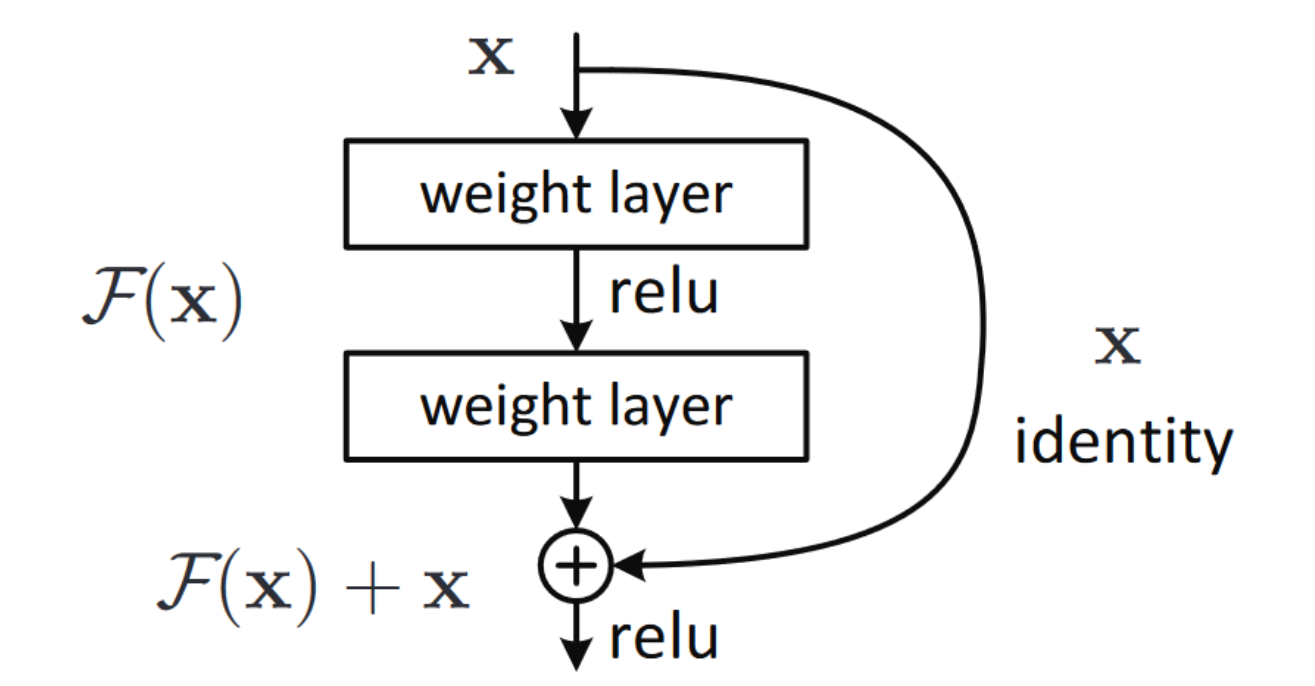 x
weight layer
relu
F(x)
weight layer
x
identity
F(x) + x
relu